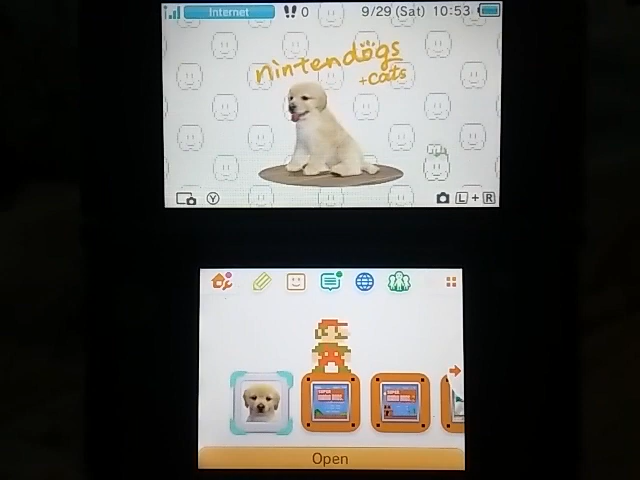 Internet 0 9/29 (Sat) 10:53
nintendogs
+cats
Y L + R
Open